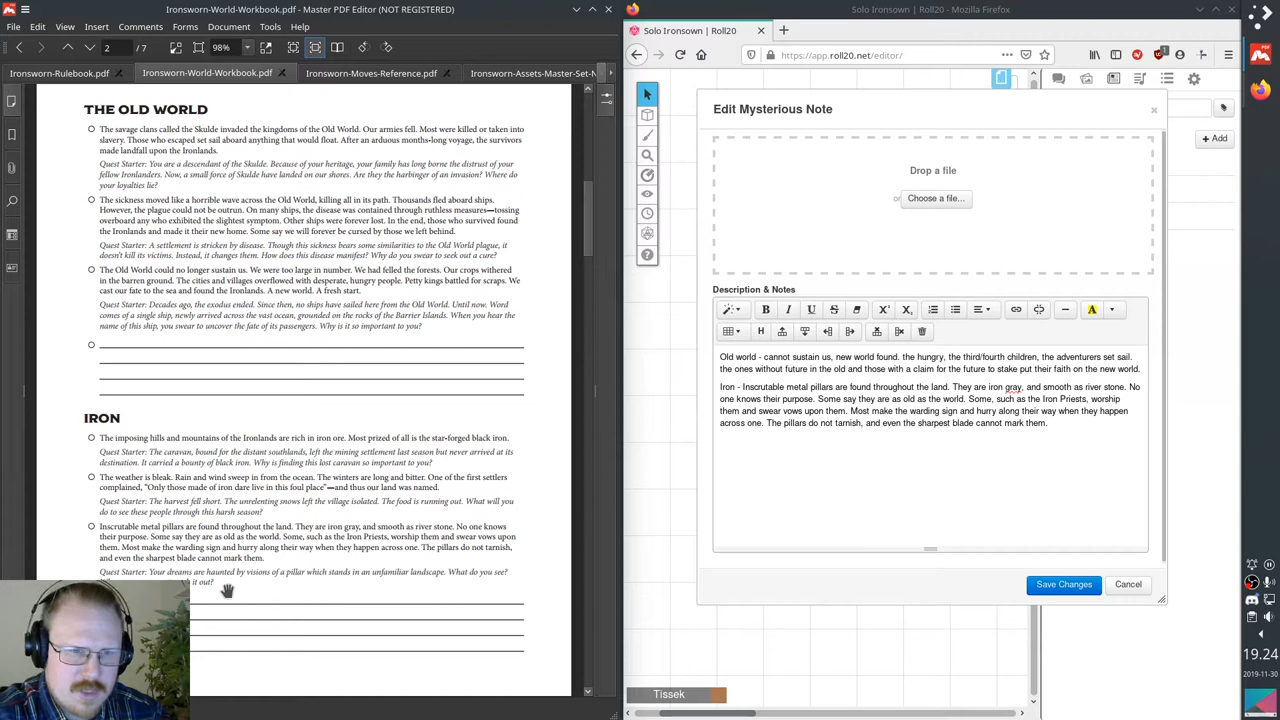 Ironsworn-World-Workbook.pdf - Master PDF Editor (NOT REGISTERED)
File Edit View Insert Comments Forms Document Tools Help
2 / 7 98%
Ironsworn-Rulebook.pdf Ironsworn-World-Workbook.pdf Ironsworn-Moves-Reference.pdf Ironsworn-Assets-Master-Set-N
THE OLD WORLD
The savage clans called the Skulde invaded the kingdoms of the Old World. Our armies fell. Most were killed or taken into
slavery. Those who escaped set sail aboard anything that would float. After an arduous months-long voyage, the survivors
made landfall upon the Ironlands.
Quest Starter: You are a descendant of the Skulde. Because of your heritage, your family has long borne the distrust of your
fellow Ironlanders. Now, a small force of Skulde have landed on our shores. Are they the harbinger of an invasion? Where do
your loyalties lie?
The sickness moved like a horrible wave across the Old World, killing all in its path. Thousands fled aboard ships.
However, the plague could not be outrun. On many ships, the disease was contained through ruthless measures—tossing
overboard any who exhibited the slightest symptom. Other ships were forever lost. In the end, those who survived found
the Ironlands and made it their new home. Some say we will forever be cursed by those we left behind.
Quest Starter: A settlement is stricken by disease. Though this sickness bears some similarities to the Old World plague, it
doesn't kill its victims. Instead, it changes them. How does this disease manifest? Why do you swear to seek out a cure?
The Old World could no longer sustain us. We were too large in number. We had felled the forests. Our crops withered
in the barren ground. The cities and villages overflowed with desperate, hungry people. Petty kings battled for scraps. We
cast our fate to the sea and found the Ironlands. A new world. A fresh start.
Quest Starter: Decades ago, the exodus ended. Since then, no ships have sailed here from the Old World. Until now. Word
comes of a single ship, newly arrived across the vast ocean, grounded on the rocks of the Barrier Islands. When you hear the
name of this ship, you swear to uncover the fate of its passengers. Why is it so important to you?
IRON
The imposing hills and mountains of the Ironlands are rich in iron ore. Most prized of all is the star-forged black iron.
Quest Starter: The caravan, bound for the distant southlands, left the mining settlement last season but never arrived at its
destination. It carried a bounty of black iron. Why is finding this lost caravan so important to you?
The weather is bleak. Rain and wind sweep in from the ocean. The winters are long and bitter. One of the first settlers
complained, "Only those made of iron dare live in this foul place"—and thus our land was named.
Quest Starter: The harvest fell short. The unrelenting snows left the village isolated. The food is running out. What will you
do to see these people through this harsh season?
Inscrutable metal pillars are found throughout the land. They are iron gray, and smooth as river stone. No one knows
their purpose. Some say they are as old as the world. Some, such as the Iron Priests, worship them and swear vows upon
them. Most make the warding sign and hurry along their way when they happen across one. The pillars do not tarnish,
and even the sharpest blade cannot mark them.
Quest Starter: Your dreams are haunted by visions of a pillar which stands in an unfamiliar landscape. What do you see?
it out?
Solo Ironsown | Roll20 - Mozilla Firefox
Solo Ironsown | Roll20
https://app.roll20.net/editor/
1
Add
Edit Mysterious Note
Drop a file
or Choose a file...
Description & Notes
B I U S X² X₂ A
H
Old world - cannot sustain us, new world found. the hungry, the third/fourth children, the adventurers set sail.
the ones without future in the old and those with a claim for the future to stake put their faith on the new world.
Iron - Inscrutable metal pillars are found throughout the land. They are iron gray, and smooth as river stone. No
one knows their purpose. Some say they are as old as the world. Some, such as the Iron Priests, worship
them and swear vows upon them. Most make the warding sign and hurry along their way when they happen
across one. The pillars do not tarnish, and even the sharpest blade cannot mark them.
Save Changes Cancel
Tissek
19.24
2019-11-30